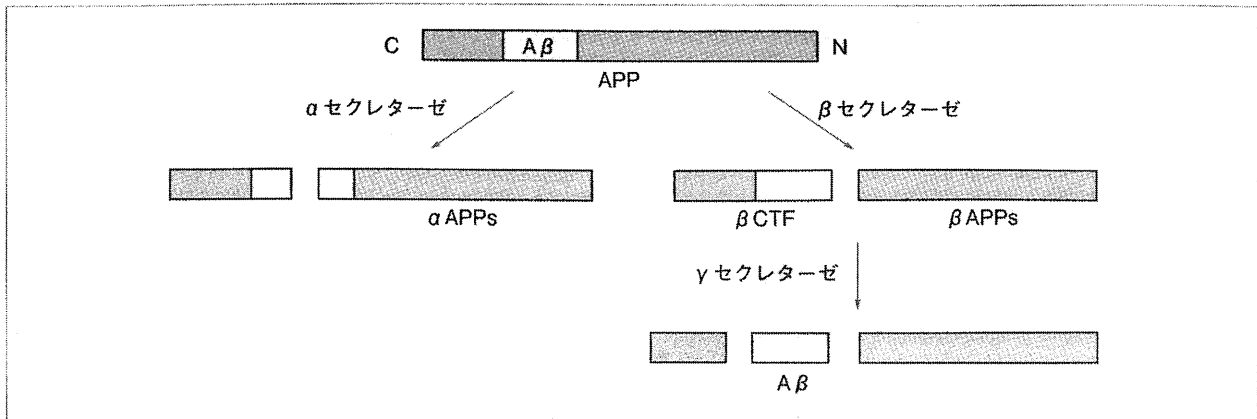 C Aβ N
APP
αセクレターゼ βセクレターゼ
αAPPs βCTF βAPPs
γセクレターゼ
Aβ